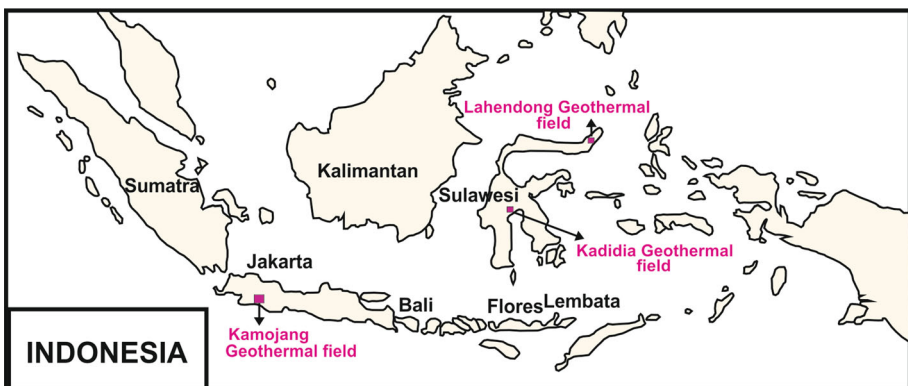 Lahendong Geothermal
field
Kalimantan
Sumatra
Sulawesi
Kadidia Geothermal
field
Jakarta
Bali
Flores
Lembata
Kamojang
Geothermal field
INDONESIA